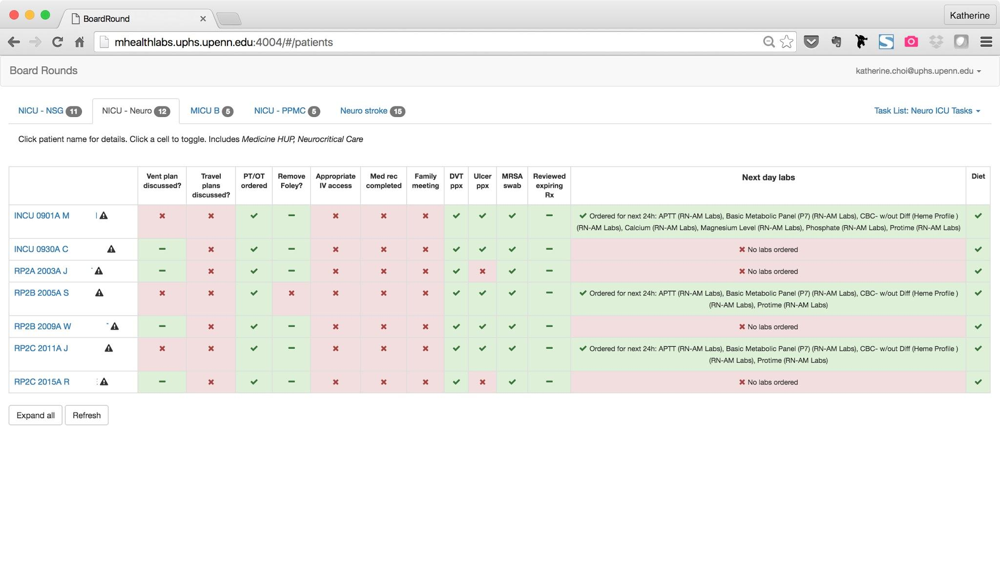 BoardRound
Katherine
mhealthlabs.uphs.upenn.edu:4004/#/patients
Board Rounds
katherine.choi@uphs.upenn.edu
NICU - NSG 11 NICU - Neuro 12 MICU B 5 NICU - PPMC 5 Neuro stroke 15 Task List: Neuro ICU Tasks
Click patient name for details. Click a cell to toggle. Includes Medicine HUP, Neurocritical Care
Vent plan discussed? Travel plans discussed? PT/OT ordered Remove Foley? Appropriate IV access Med rec completed Family meeting DVT ppx Ulcer ppx MRSA swab Reviewed expiring Rx Next day labs Diet
INCU 0901A M Ordered for next 24h: APTT (RN-AM Labs), Basic Metabolic Panel (P7) (RN-AM Labs), CBC- w/out Diff (Heme Profile )
(RN-AM Labs), Calcium (RN-AM Labs), Magnesium Level (RN-AM Labs), Phosphate (RN-AM Labs), Protime (RN-AM Labs)
INCU 0930A C No labs ordered
RP2A 2003A J No labs ordered
RP2B 2005A S Ordered for next 24h: APTT (RN-AM Labs), Basic Metabolic Panel (P7) (RN-AM Labs), CBC- w/out Diff (Heme Profile )
(RN-AM Labs), Protime (RN-AM Labs)
RP2B 2009A W No labs ordered
RP2C 2011A J Ordered for next 24h: APTT (RN-AM Labs), Basic Metabolic Panel (P7) (RN-AM Labs), CBC- w/out Diff (Heme Profile )
(RN-AM Labs), Protime (RN-AM Labs)
RP2C 2015A R No labs ordered
Expand all Refresh